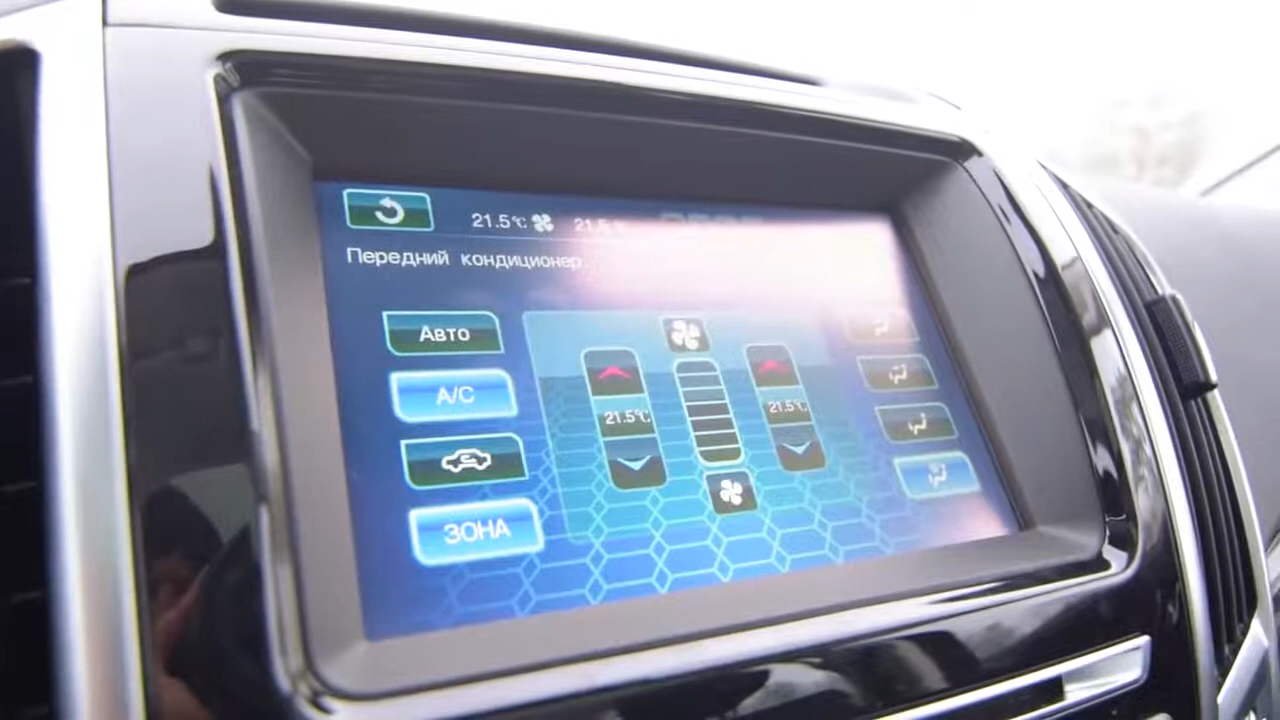 21.5℃ 21.5
Передний кондиционер
Авто
A/C
21.5℃ 21.5℃
ЗОНА